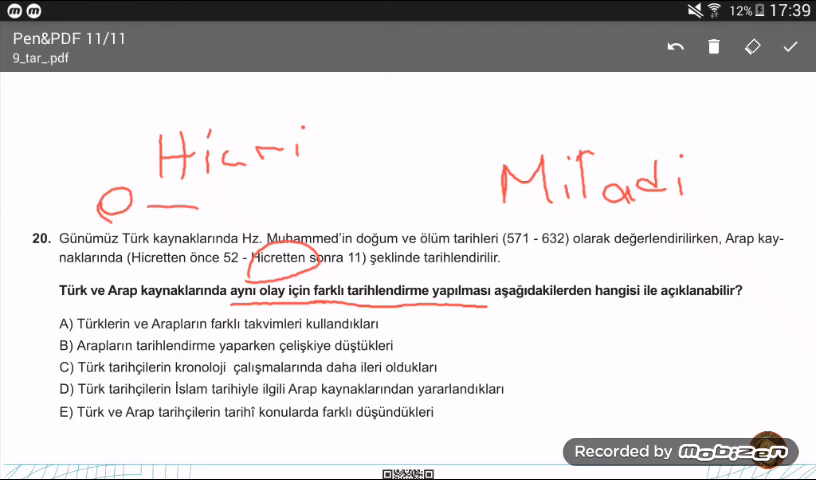 12% 17:39
Pen&PDF 11/11
9_tar_.pdf
Hicri
Miladi
0
20. Günümüz Türk kaynaklarında Hz. Muhammed'in doğum ve ölüm tarihleri (571 - 632) olarak değerlendirilirken, Arap kay-
naklarında (Hicretten önce 52 - Hicretten sonra 11) şeklinde tarihlendirilir.
Türk ve Arap kaynaklarında aynı olay için farklı tarihlendirme yapılması aşağıdakilerden hangisi ile açıklanabilir?
A) Türklerin ve Arapların farklı takvimleri kullandıkları
B) Arapların tarihlendirme yaparken çelişkiye düştükleri
C) Türk tarihçilerin kronoloji çalışmalarında daha ileri oldukları
D) Türk tarihçilerin İslam tarihiyle ilgili Arap kaynaklarından yararlandıkları
E) Türk ve Arap tarihçilerin tarihî konularda farklı düşündükleri
Recorded by Mobizen